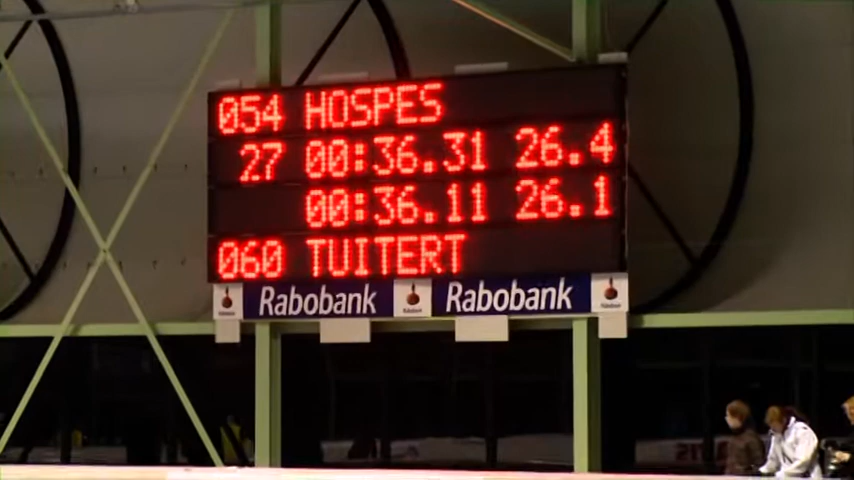 054 HOSPES
27 00:36.31 26.4
00:36.11 26.1
060 TUITERT
Rabobank Rabobank